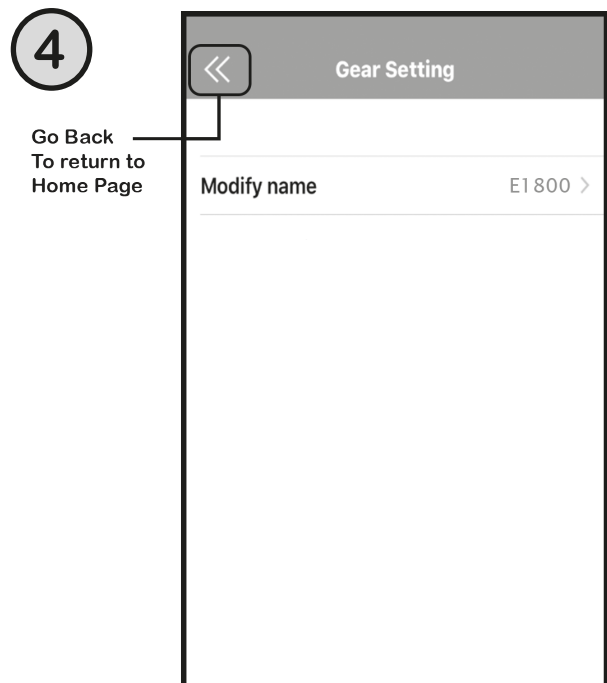 4
Gear Setting
Go Back
To return to
Home Page
Modify name
E1800